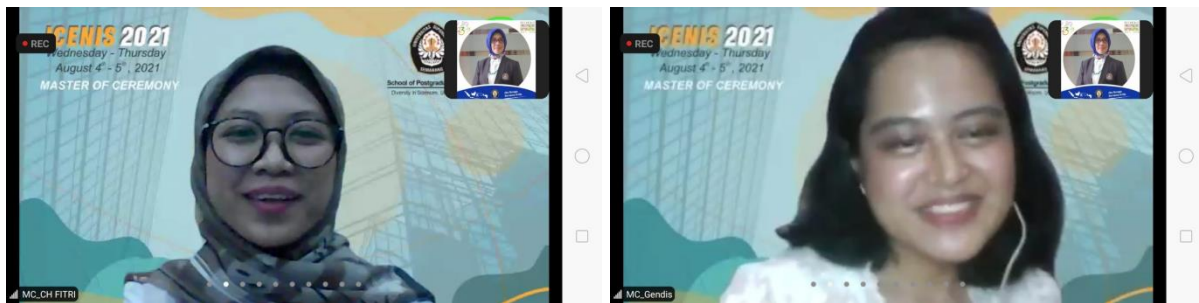 REC
ICENIS 2021
Wednesday - Thursday
August 4th - 5th, 2021
MASTER OF CEREMONY
School of Postgradu
MC_CH FITRI
REC
ICENIS 2021
Wednesday - Thursday
August 4th - 5th, 2021
MASTER OF CEREMONY
MC_Gendis